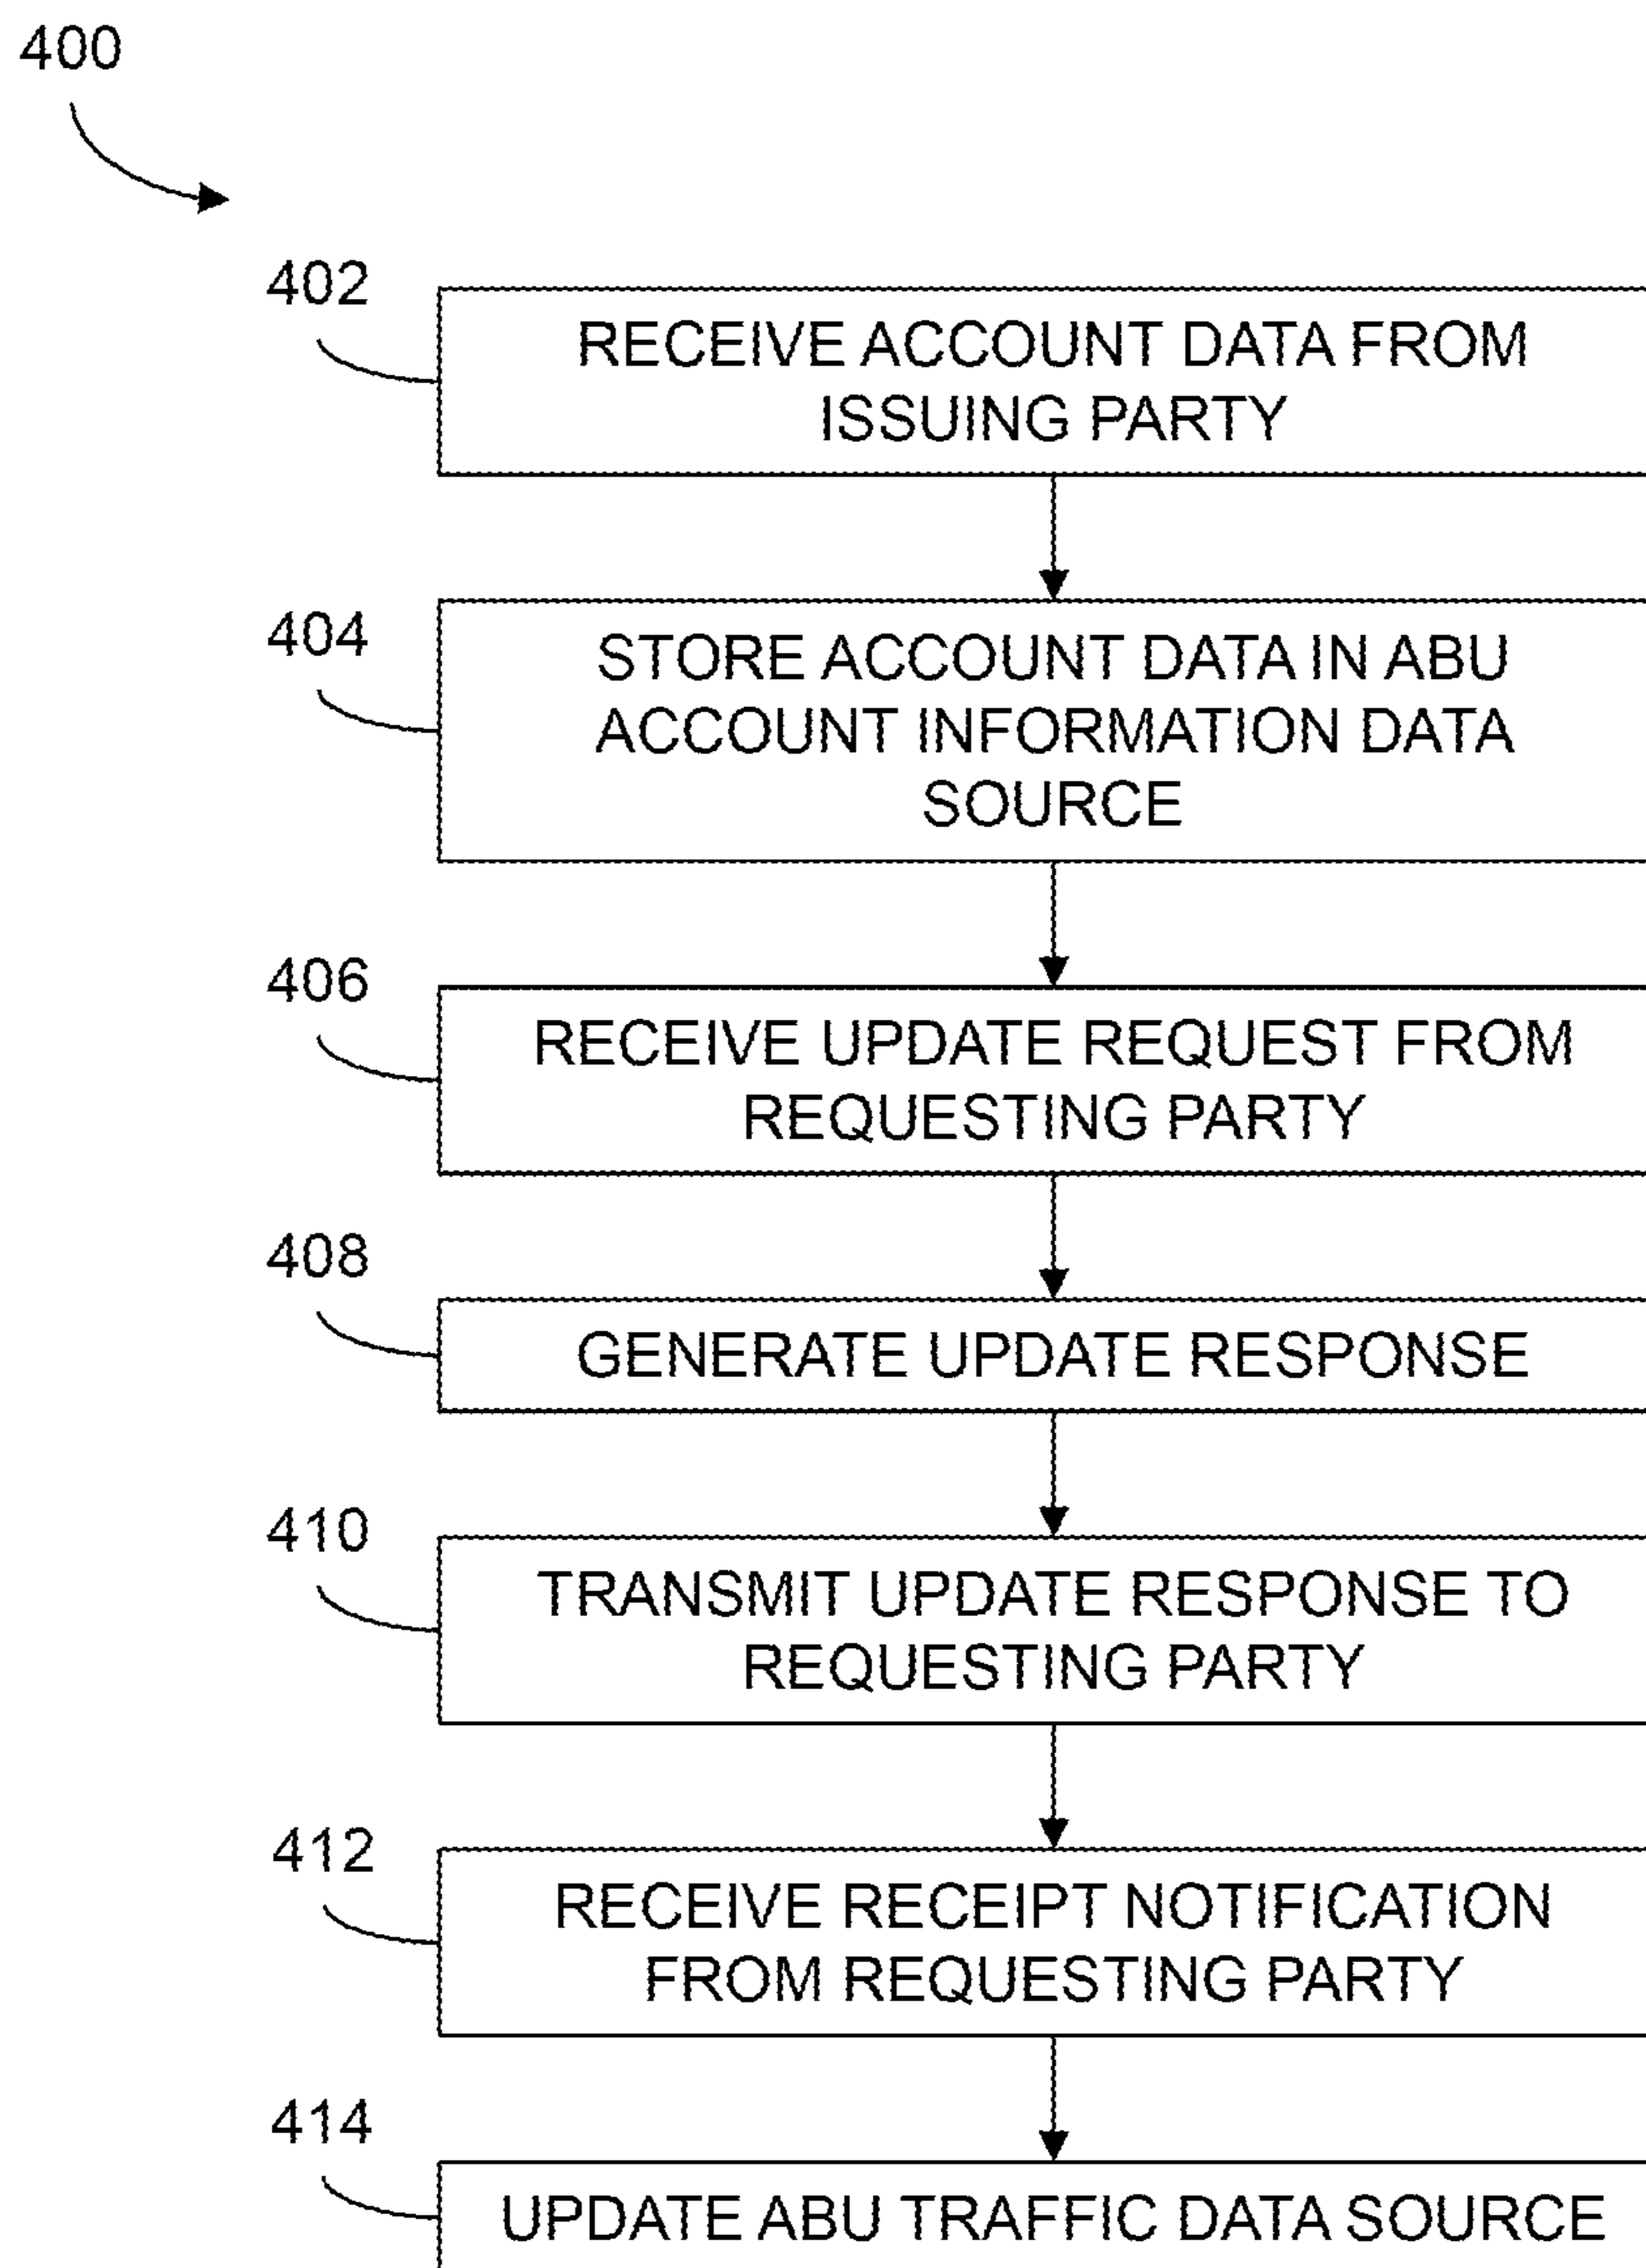 400
402
RECEIVE ACCOUNT DATA FROM
ISSUING PARTY
404
STORE ACCOUNT DATA IN ABU
ACCOUNT INFORMATION DATA
SOURCE
406
RECEIVE UPDATE REQUEST FROM
REQUESTING PARTY
408
GENERATE UPDATE RESPONSE
410
TRANSMIT UPDATE RESPONSE TO
REQUESTING PARTY
412
RECEIVE RECEIPT NOTIFICATION
FROM REQUESTING PARTY
414
UPDATE ABU TRAFFIC DATA SOURCE